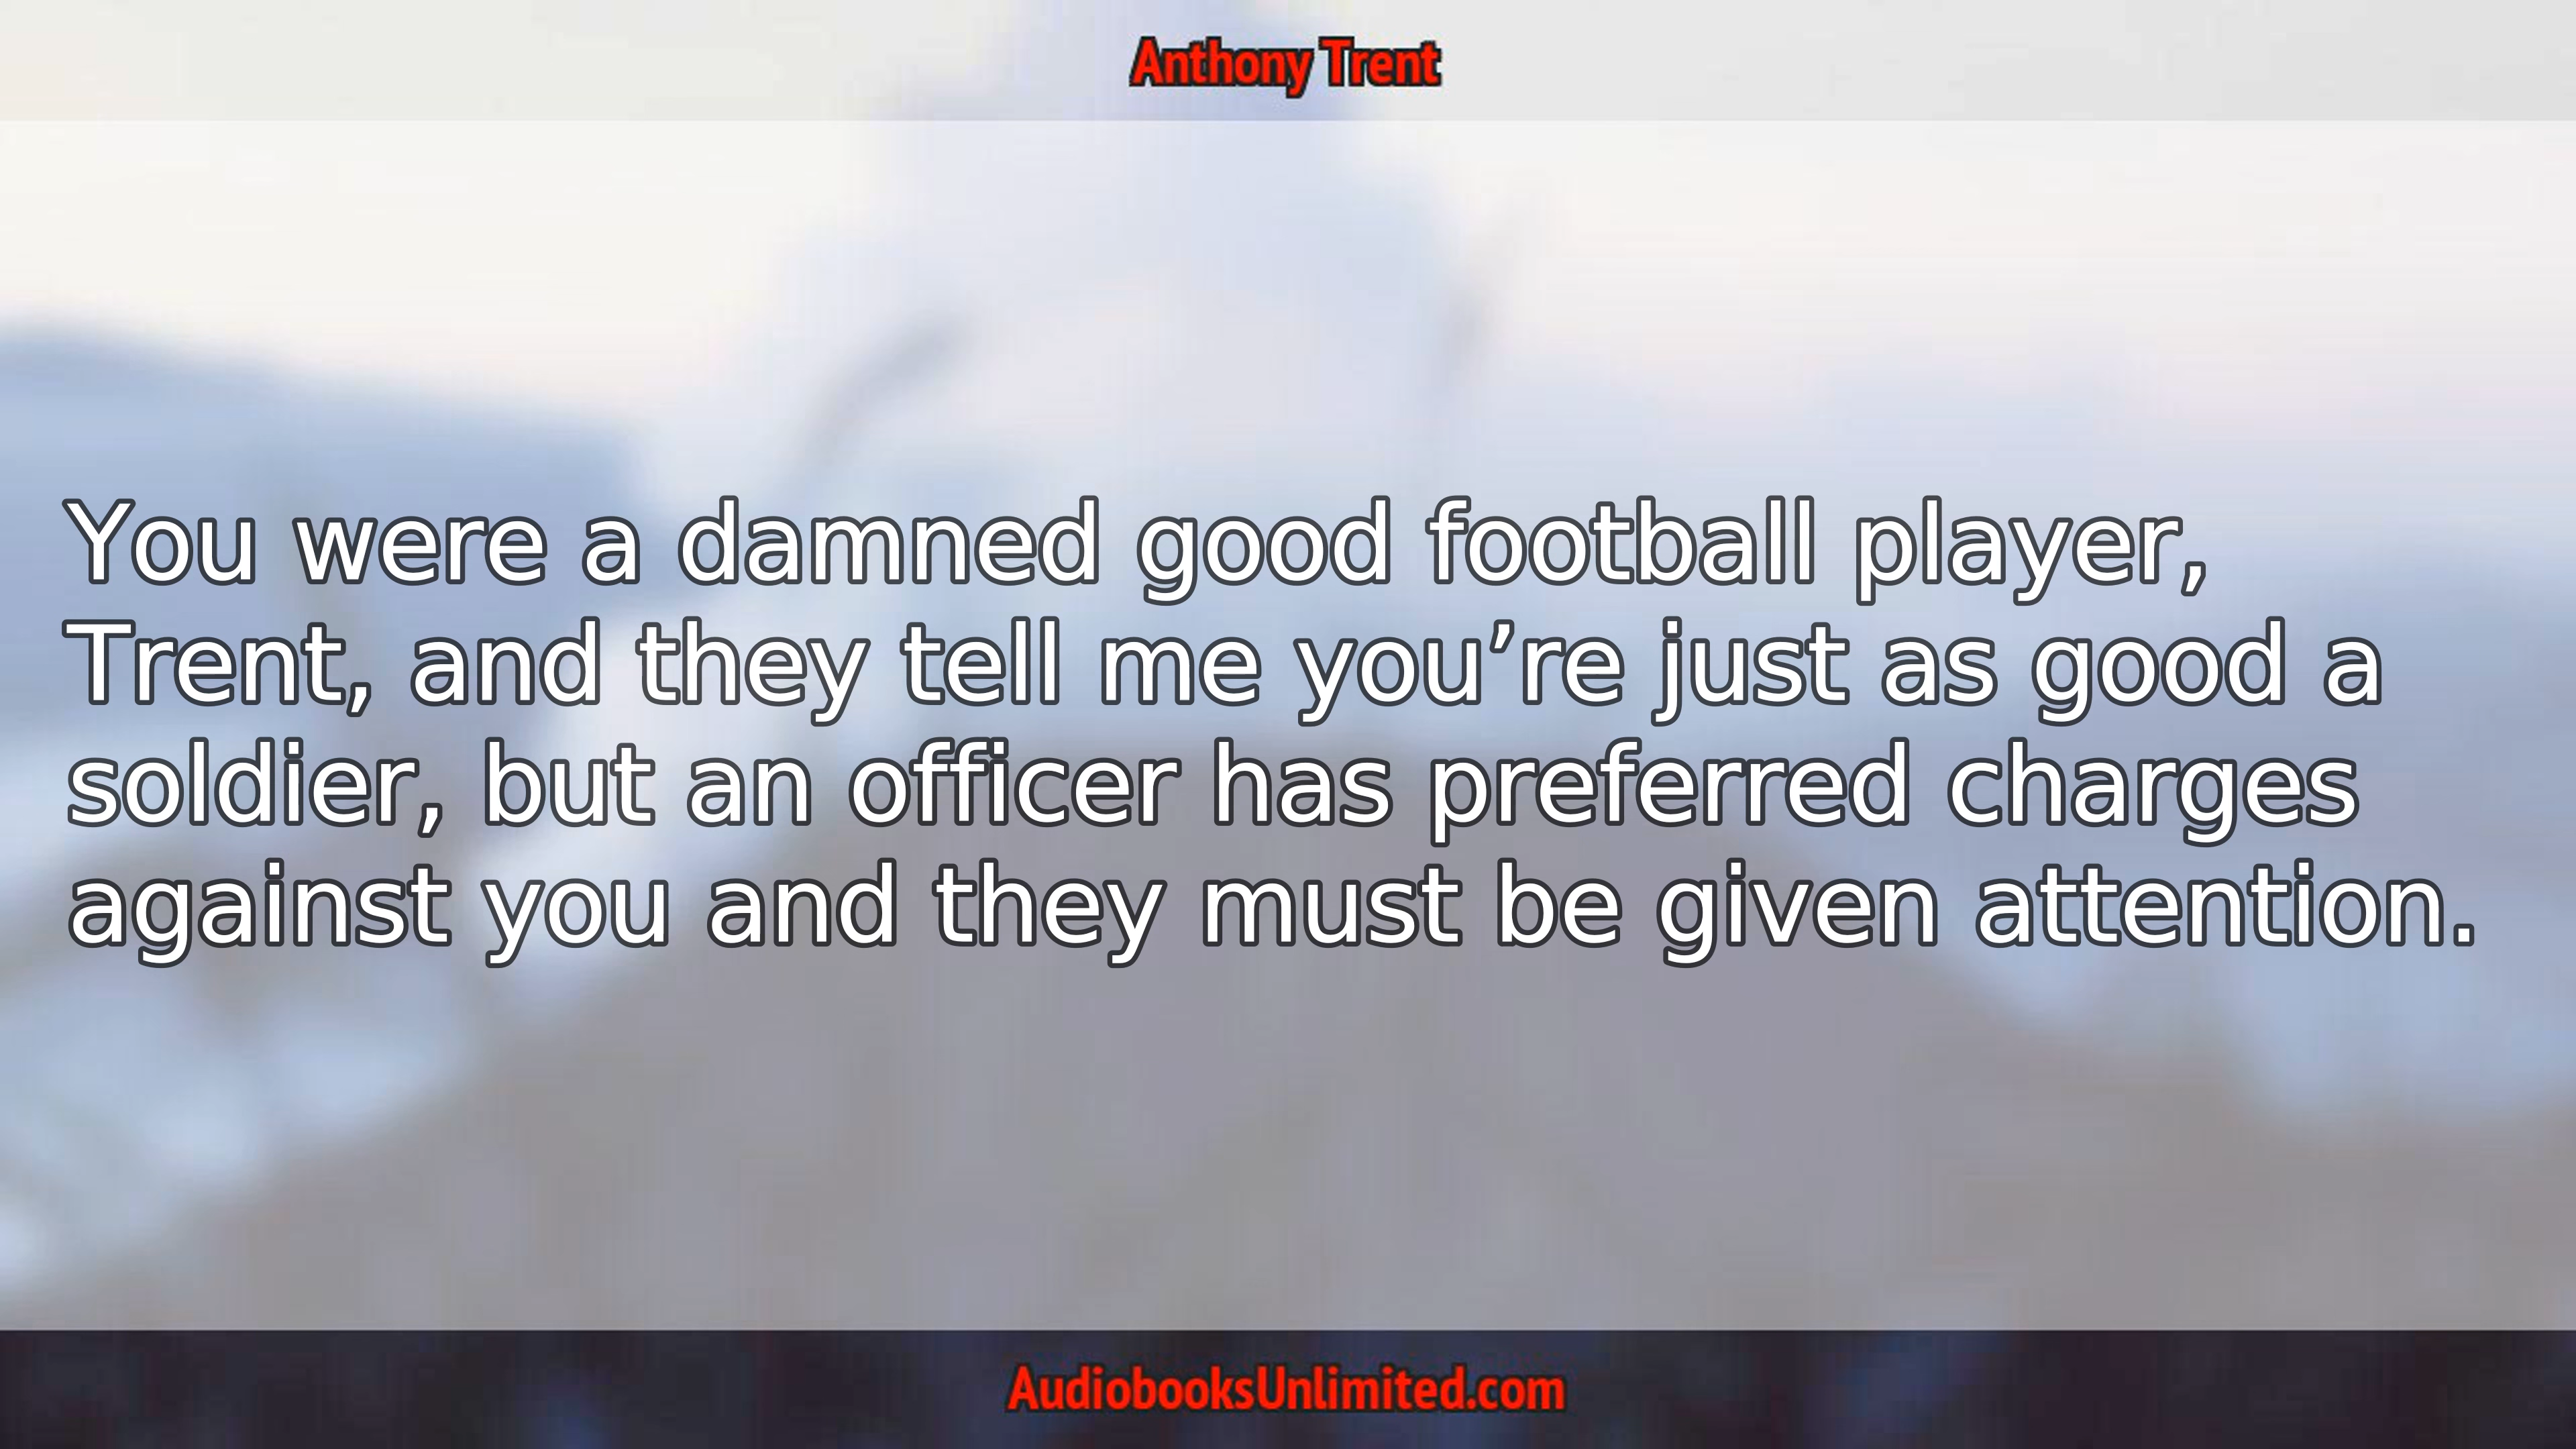 Anthony Trent
You were a damned good football player,
Trent, and they tell me you’re just as good a
soldier, but an officer has preferred charges
against you and they must be given attention.
AudiobooksUnlimited.com